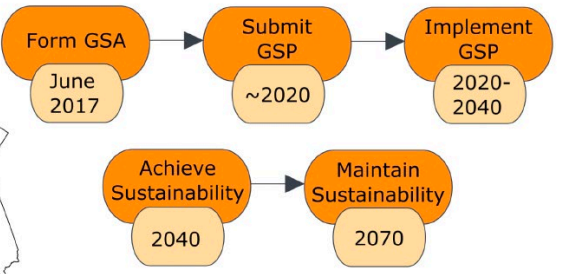 Form GSA
June
2017
Submit
GSP
~2020
Implement
GSP
2020-
2040
Achieve
Sustainability
2040
Maintain
Sustainability
2070